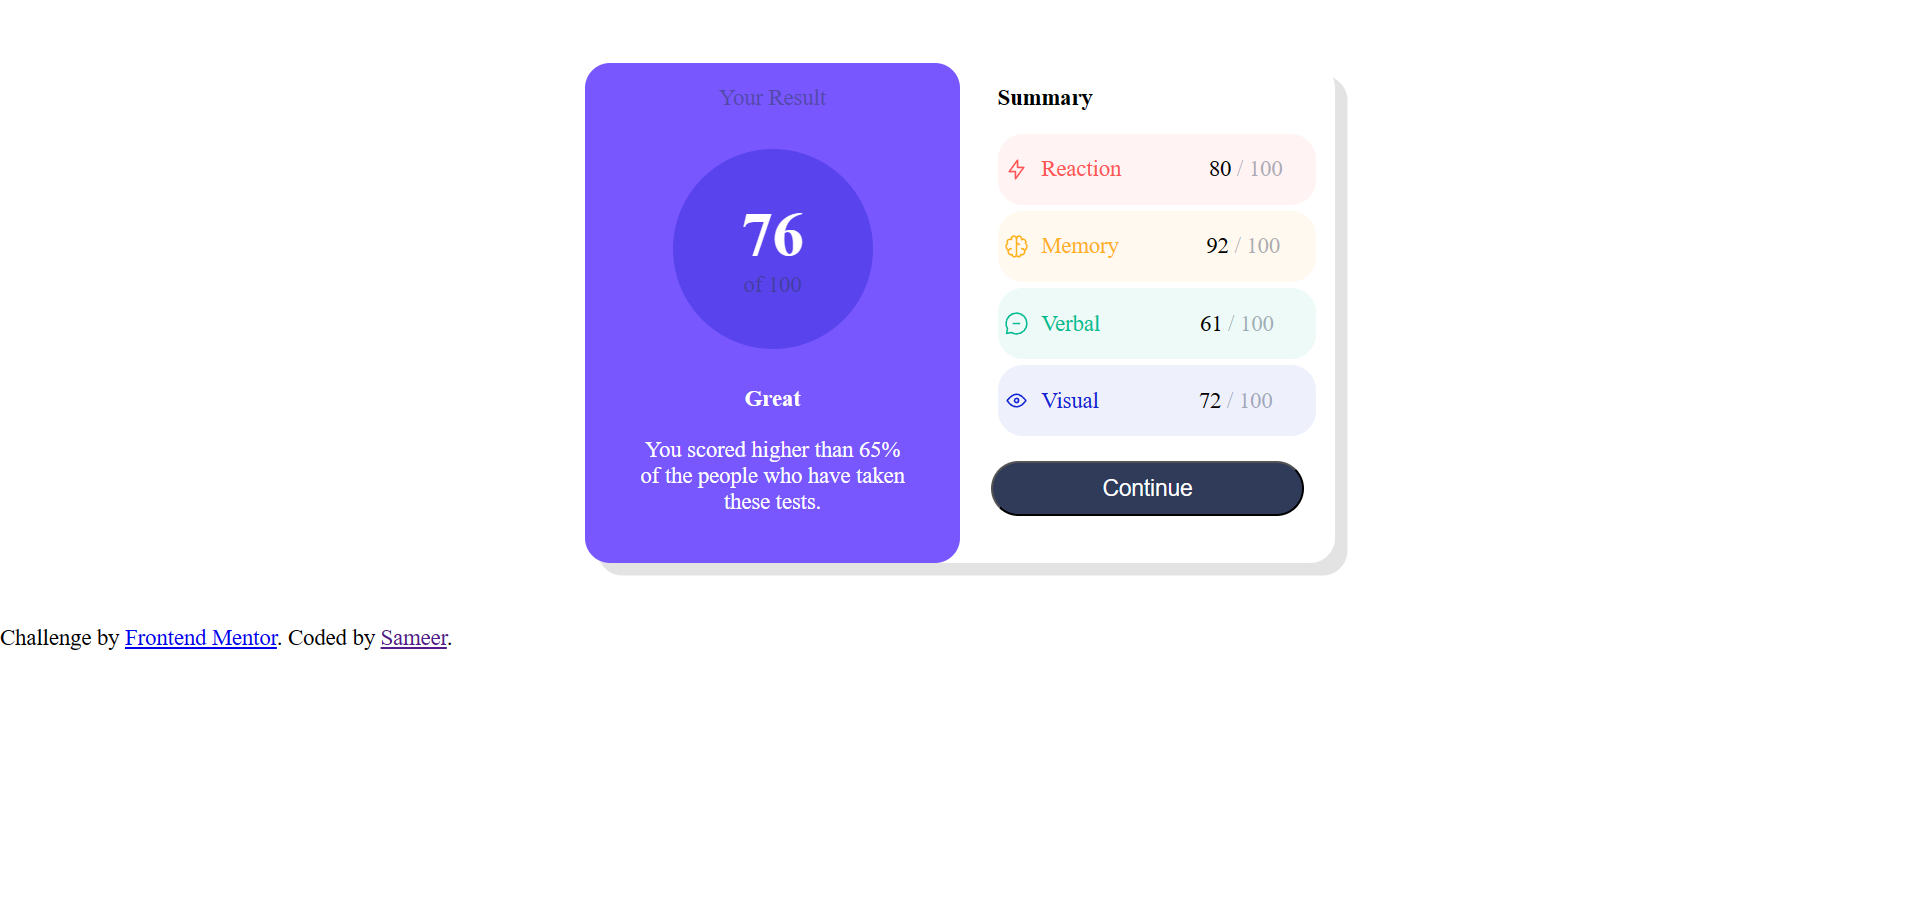 Your Result
76
of 100
Great
You scored higher than 65%
of the people who have taken
these tests.
Summary
Reaction 80 / 100
Memory 92 / 100
Verbal 61 / 100
Visual 72 / 100
Continue
Challenge by Frontend Mentor. Coded by Sameer.